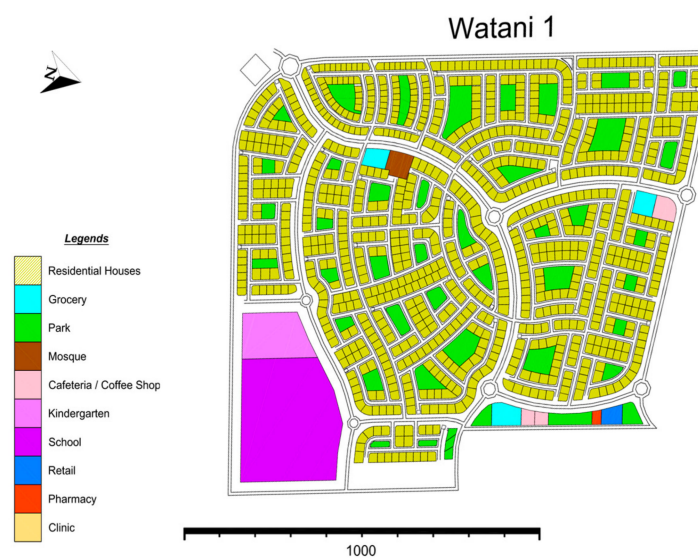 Watani 1
N
Legends
Residential Houses
Grocery
Park
Mosque
Cafeteria / Coffee Shop
Kindergarten
School
Retail
Pharmacy
Clinic
1000